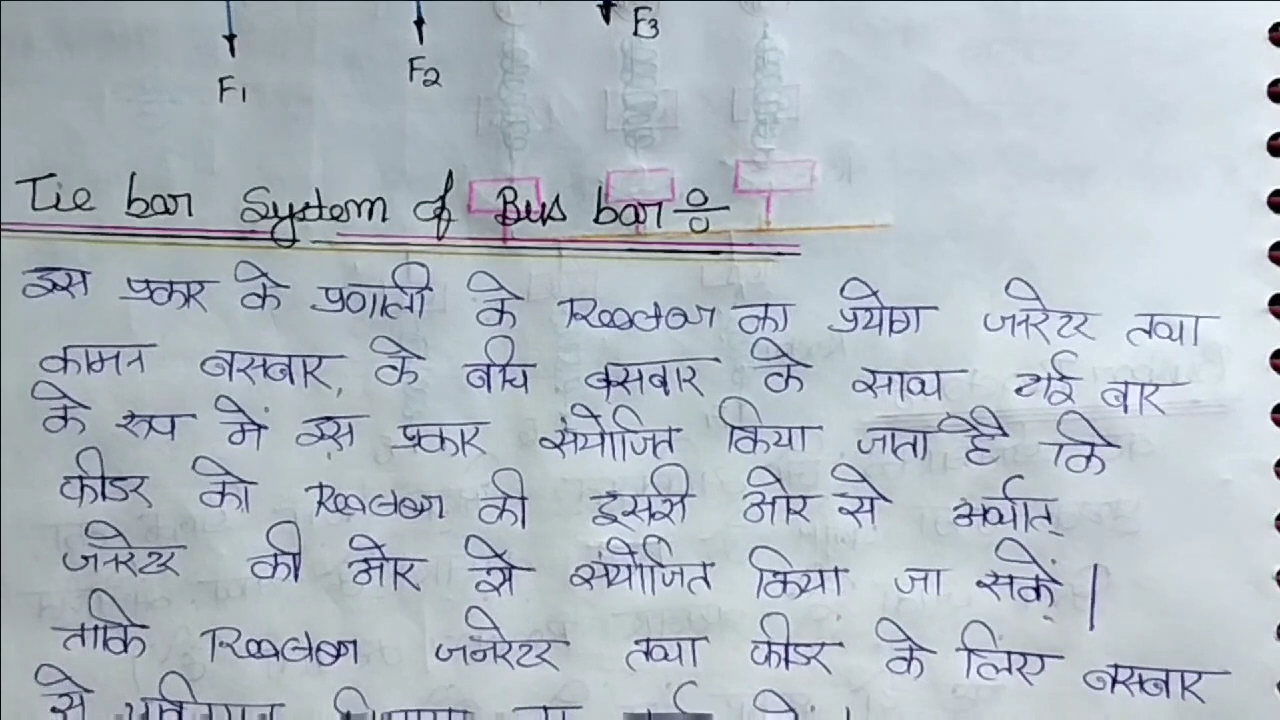 F1 F2 F3
Tie bar System of Bus bar ÷
इस प्रकार के प्रणाली के Reactor का प्रयोग जनरेटर तथा
कामन बसबार, के बीच बसबार के साथ टाई बार
के रूप में इस प्रकार संयोजित किया जाता है कि
फीडर को Reactor की दूसरी ओर से अर्थात्
जनरेटर की ओर से संयोजित किया जा सकें |
ताकि Reactor जनरेटर तथा फीडर के लिए बसबार
से